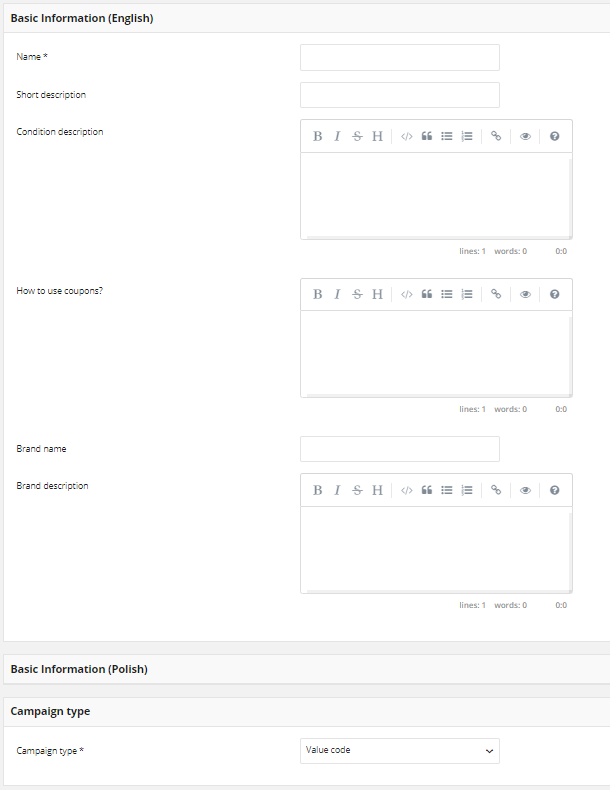 Basic Information (English)
Name *
Short description
Condition description
B I S H
lines: 1 words: 0 0:0
How to use coupons?
B I S H
lines: 1 words: 0 0:0
Brand name
Brand description
B I S H
lines: 1 words: 0 0:0
Basic Information (Polish)
Campaign type
Campaign type * Value code